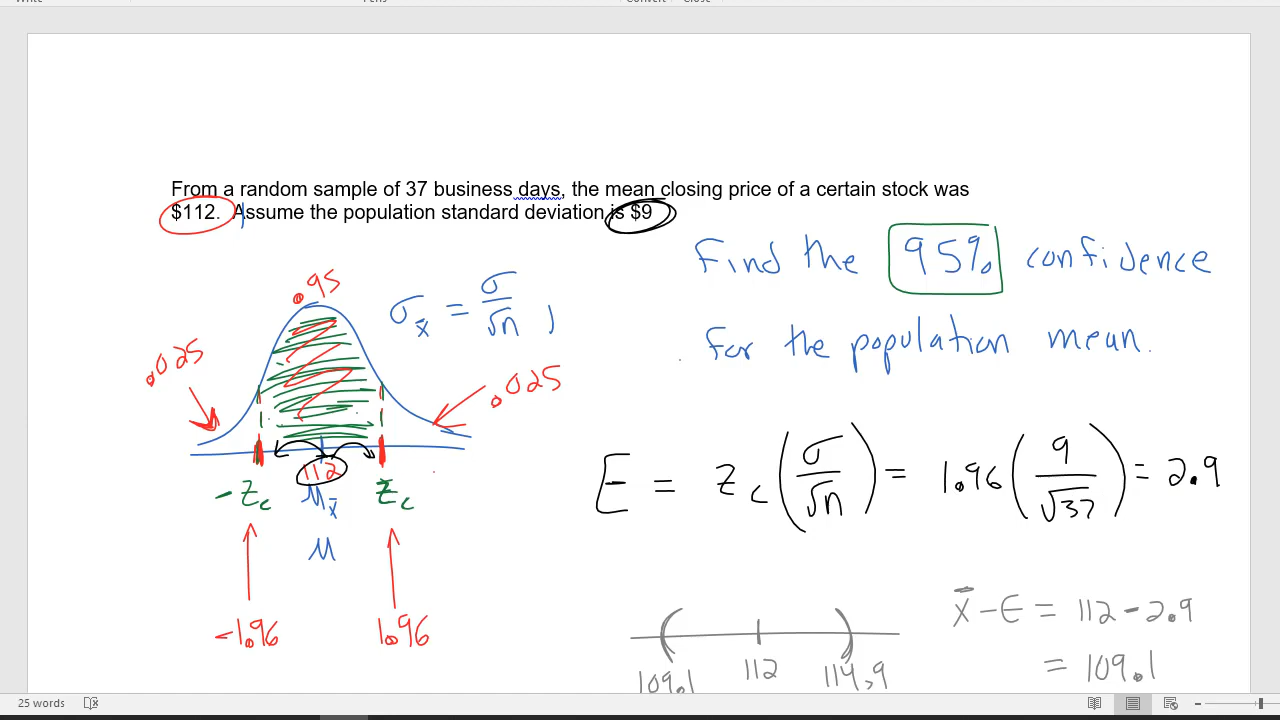 From a random sample of 37 business days, the mean closing price of a certain stock was
$112. Assume the population standard deviation is $9
Find the 95% confidence
for the population mean.
.95
σx̄ = σ/√n ,
.025
.025
112
-Zc μx̄ Zc
μ
-1.96 1.96
E = Zc(σ/√n) = 1.96(9/√37) = 2.9
x̄ - E = 112 - 2.9
= 109.1
109.1 112 114.9
25 words